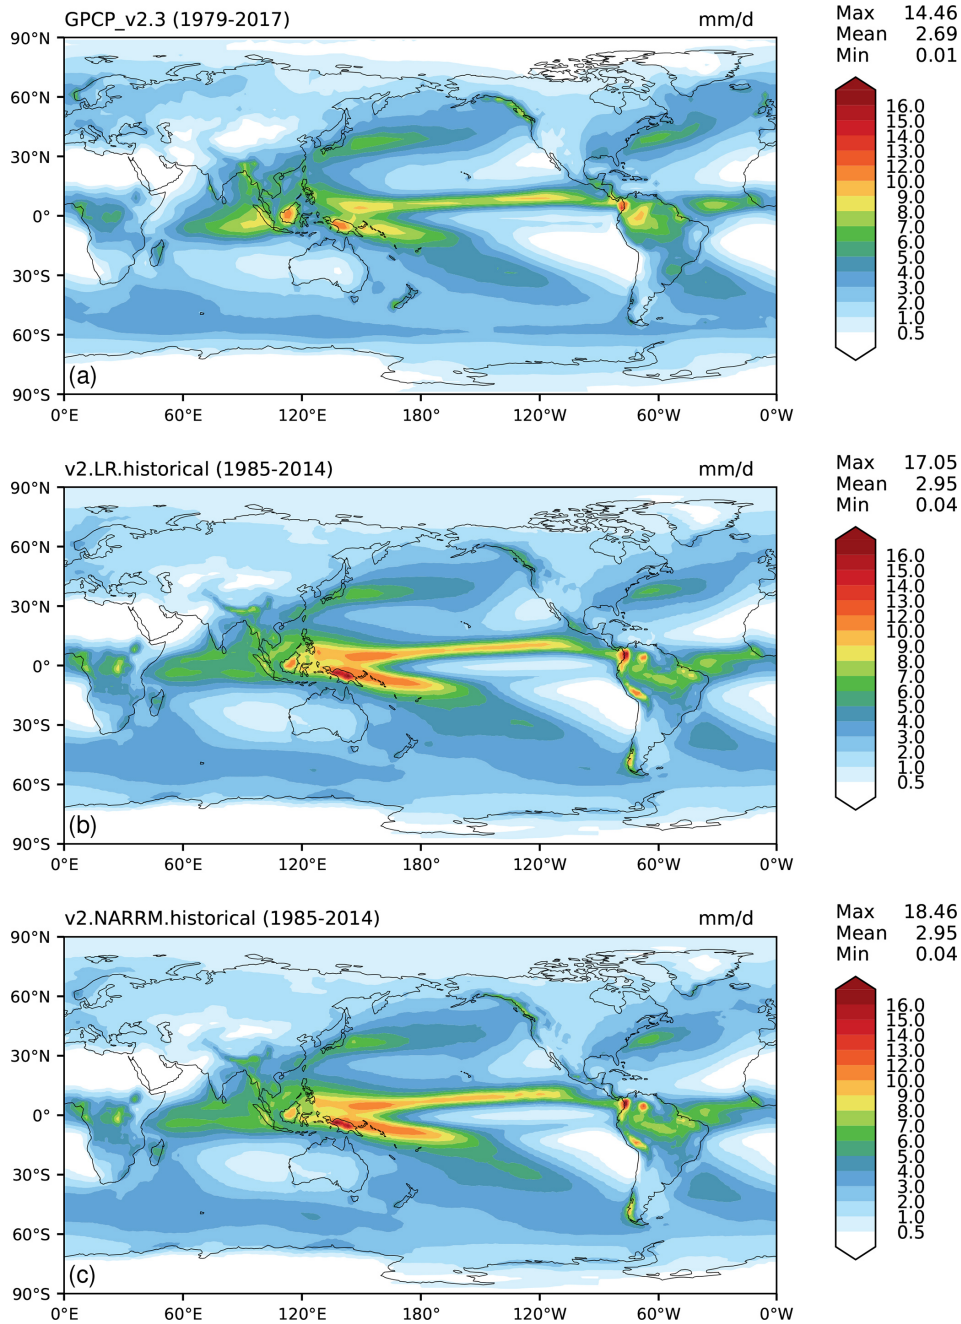 GPCP_v2.3 (1979-2017) mm/d
Max 14.46
Mean 2.69
Min 0.01
90°N
60°N
30°N
0°
30°S
60°S
90°S
(a)
0°E 60°E 120°E 180° 120°W 60°W 0°W
16.0
15.0
14.0
13.0
12.0
10.0
9.0
8.0
7.0
6.0
5.0
4.0
3.0
2.0
1.0
0.5
v2.LR.historical (1985-2014) mm/d
Max 17.05
Mean 2.95
Min 0.04
90°N
60°N
30°N
0°
30°S
60°S
90°S
(b)
0°E 60°E 120°E 180° 120°W 60°W 0°W
16.0
15.0
14.0
13.0
12.0
10.0
9.0
8.0
7.0
6.0
5.0
4.0
3.0
2.0
1.0
0.5
v2.NARRM.historical (1985-2014) mm/d
Max 18.46
Mean 2.95
Min 0.04
90°N
60°N
30°N
0°
30°S
60°S
90°S
(c)
0°E 60°E 120°E 180° 120°W 60°W 0°W
16.0
15.0
14.0
13.0
12.0
10.0
9.0
8.0
7.0
6.0
5.0
4.0
3.0
2.0
1.0
0.5